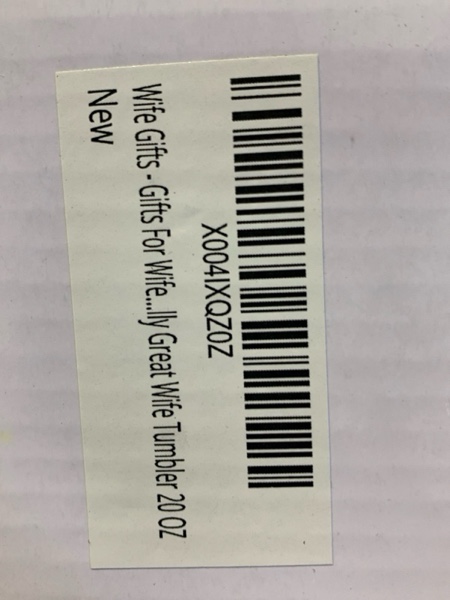 X004IXQZ0Z
Wife Gifts - Gifts For Wife...lly Great Wife Tumbler 20 OZ
New